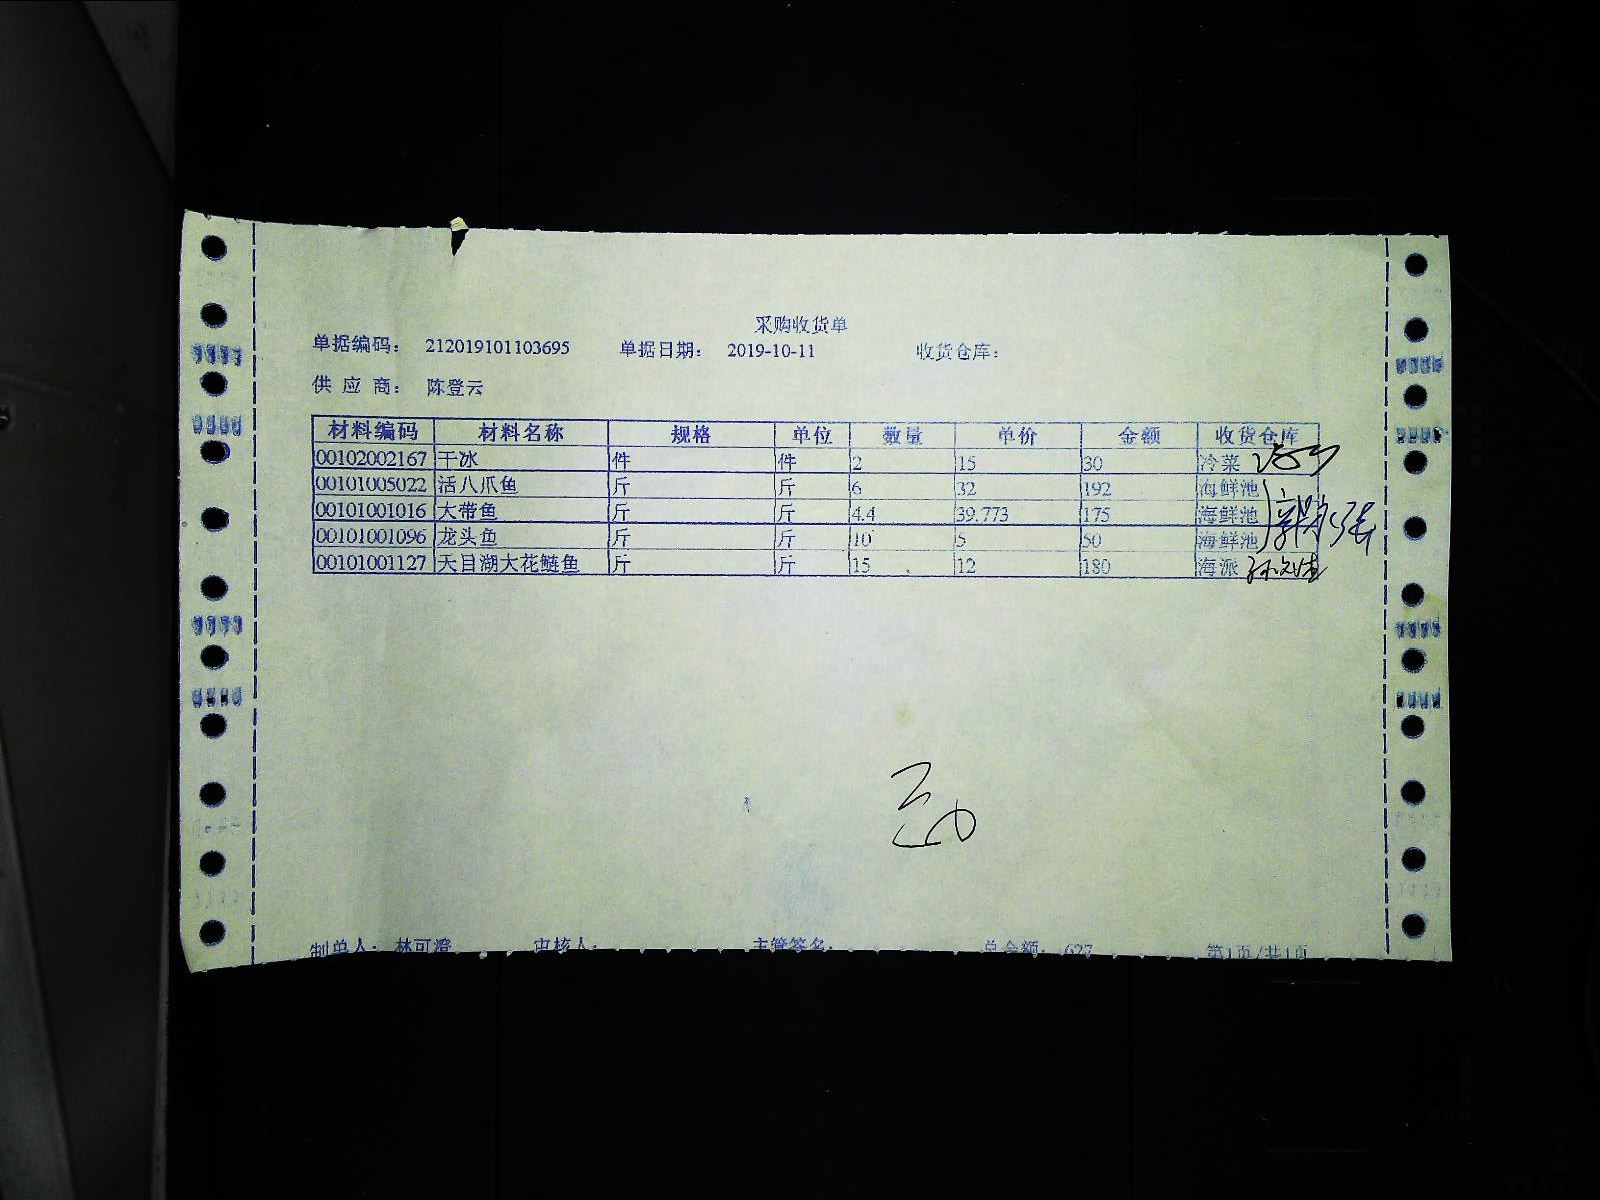 采购收货单
单据编码： 212019101103695 单据日期： 2019-10-11 收货仓库：
供 应 商： 陈登云
材料编码 材料名称 规格 单位 数量 单价 金额 收货仓库
00102002167 干冰 件 件 2 15 30 冷菜
00101005022 活八爪鱼 斤 斤 6 32 192 海鲜池
00101001016 大带鱼 斤 斤 4.4 39.773 175 海鲜池
00101001096 龙头鱼 斤 斤 10 5 50 海鲜池
00101001127 天目湖大花鲢鱼 斤 斤 15 12 180 海派
制单人： 林可澄 审核人： 主管签名： 总金额： 627 第1页/共1页